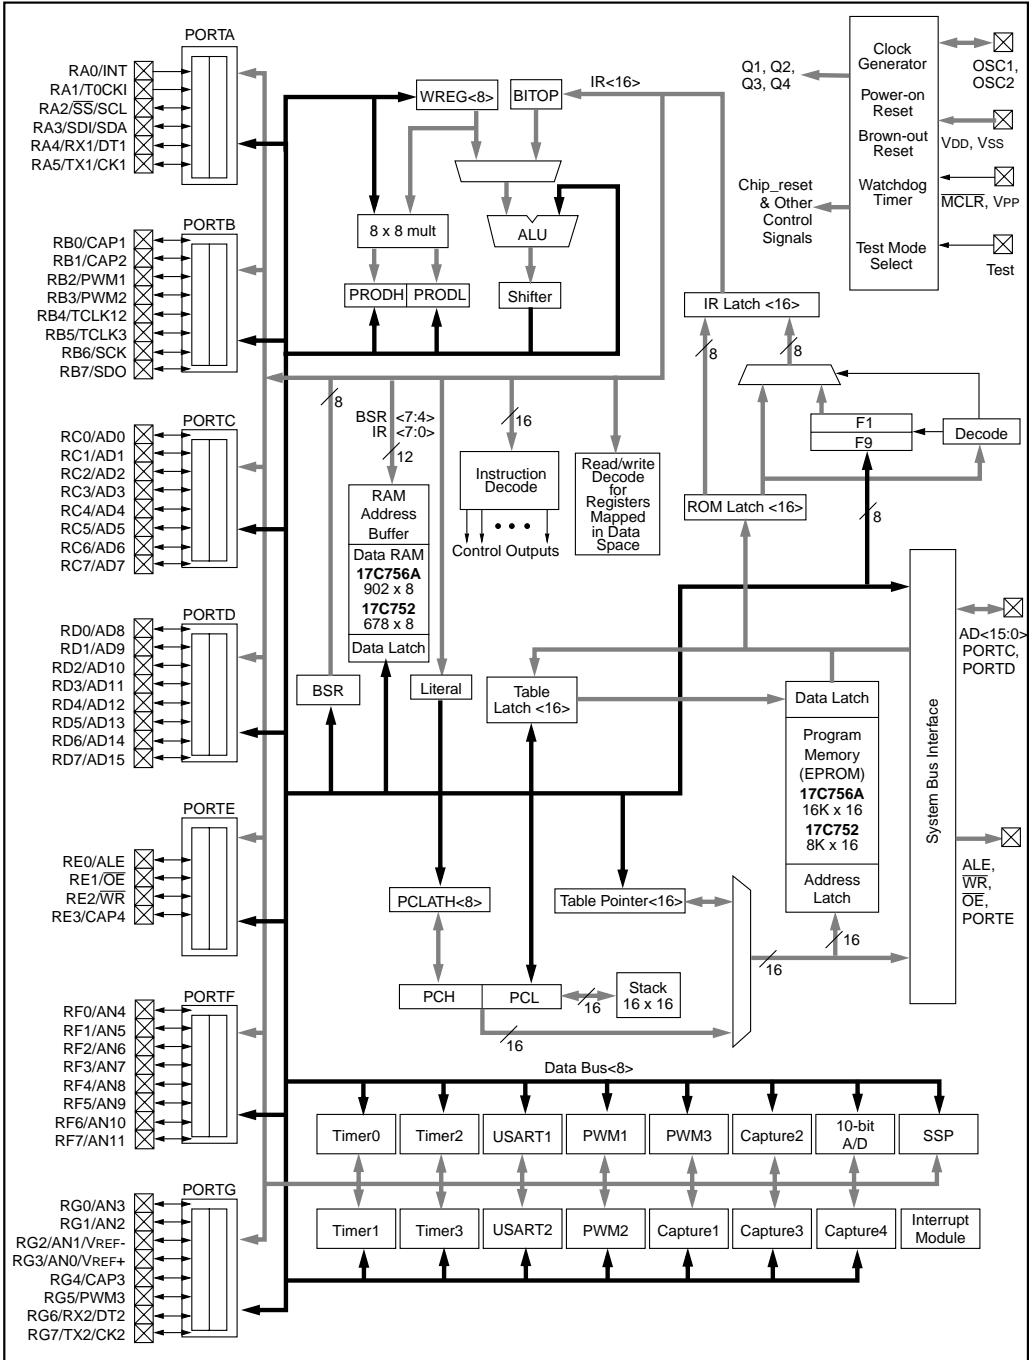 PORTA
RA0/INT
RA1/T0CKI
RA2/SS/SCL
RA3/SDI/SDA
RA4/RX1/DT1
RA5/TX1/CK1
PORTB
RB0/CAP1
RB1/CAP2
RB2/PWM1
RB3/PWM2
RB4/TCLK12
RB5/TCLK3
RB6/SCK
RB7/SDO
PORTC
RC0/AD0
RC1/AD1
RC2/AD2
RC3/AD3
RC4/AD4
RC5/AD5
RC6/AD6
RC7/AD7
PORTD
RD0/AD8
RD1/AD9
RD2/AD10
RD3/AD11
RD4/AD12
RD5/AD13
RD6/AD14
RD7/AD15
PORTE
RE0/ALE
RE1/OE
RE2/WR
RE3/CAP4
PORTF
RF0/AN4
RF1/AN5
RF2/AN6
RF3/AN7
RF4/AN8
RF5/AN9
RF6/AN10
RF7/AN11
PORTG
RG0/AN3
RG1/AN2
RG2/AN1/VREF-
RG3/AN0/VREF+
RG4/CAP3
RG5/PWM3
RG6/RX2/DT2
RG7/TX2/CK2
WREG<8>
BITOP
IR<16>
8 x 8 mult
ALU
PRODH
PRODL
Shifter
Q1, Q2,
Q3, Q4
Chip_reset
& Other
Control
Signals
Clock
Generator
Power-on
Reset
Brown-out
Reset
Watchdog
Timer
Test Mode
Select
OSC1,
OSC2
VDD, VSS
MCLR, VPP
Test
IR Latch <16>
8
8
F1
F9
Decode
ROM Latch <16>
8
8
BSR <7:4>
IR <7:0>
12
16
RAM
Address
Buffer
Data RAM
17C756A
902 x 8
17C752
678 x 8
Data Latch
Instruction
Decode
Control Outputs
Read/write
Decode
for
Registers
Mapped
in Data
Space
BSR
Literal
Table
Latch <16>
Data Latch
Program
Memory
(EPROM)
17C756A
16K x 16
17C752
8K x 16
Address
Latch
System Bus Interface
AD<15:0>
PORTC,
PORTD
ALE,
WR,
OE,
PORTE
PCLATH<8>
Table Pointer<16>
16
16
PCH
PCL
16
Stack
16 x 16
16
Data Bus<8>
Timer0
Timer2
USART1
PWM1
PWM3
Capture2
10-bit
A/D
SSP
Timer1
Timer3
USART2
PWM2
Capture1
Capture3
Capture4
Interrupt
Module